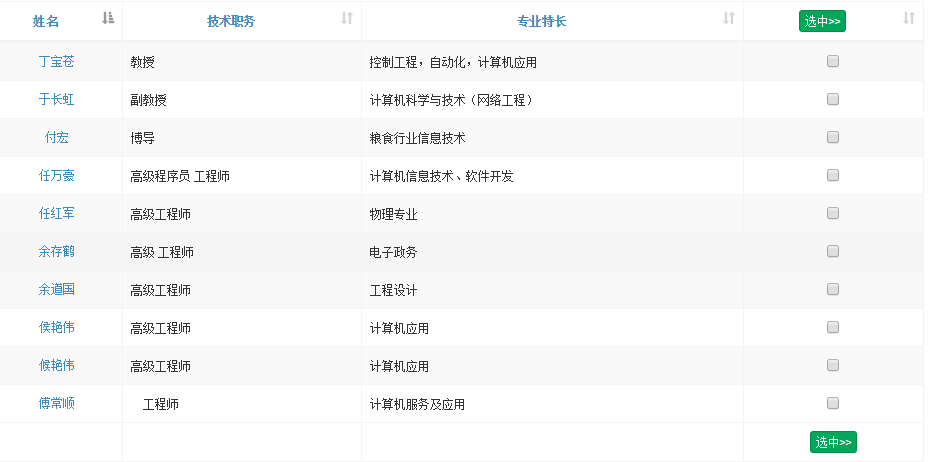 姓名 技术职务 专业特长 选中>>
丁宝苍 教授 控制工程，自动化，计算机应用
于长虹 副教授 计算机科学与技术（网络工程）
付宏 博导 粮食行业信息技术
任万豪 高级程序员 工程师 计算机信息技术、软件开发
任红军 高级工程师 物理专业
余存鹤 高级 工程师 电子政务
余道国 高级工程师 工程设计
侯艳伟 高级工程师 计算机应用
候艳伟 高级工程师 计算机应用
傅常顺 工程师 计算机服务及应用
选中>>